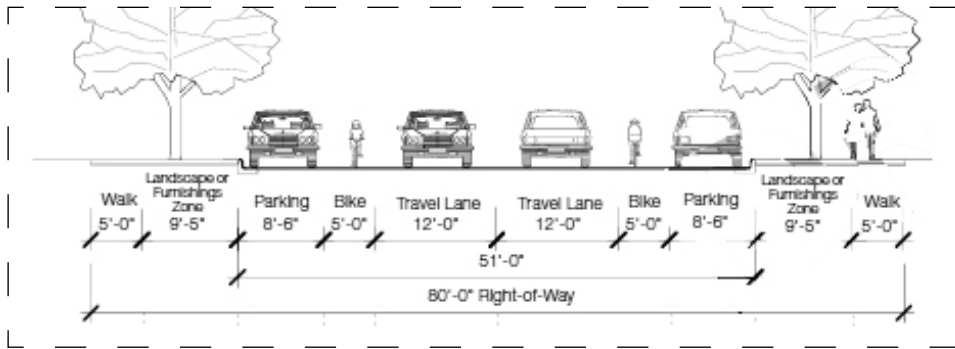 Walk
5'-0"
Landscape or
Furnishings
Zone
9'-5"
Parking
8'-6"
Bike
5'-0"
Travel Lane
12'-0"
Travel Lane
12'-0"
Bike
5'-0"
Parking
8'-6"
Landscape or
Furnishings
Zone
9'-5"
Walk
5'-0"
51'-0"
80'-0" Right-of-Way